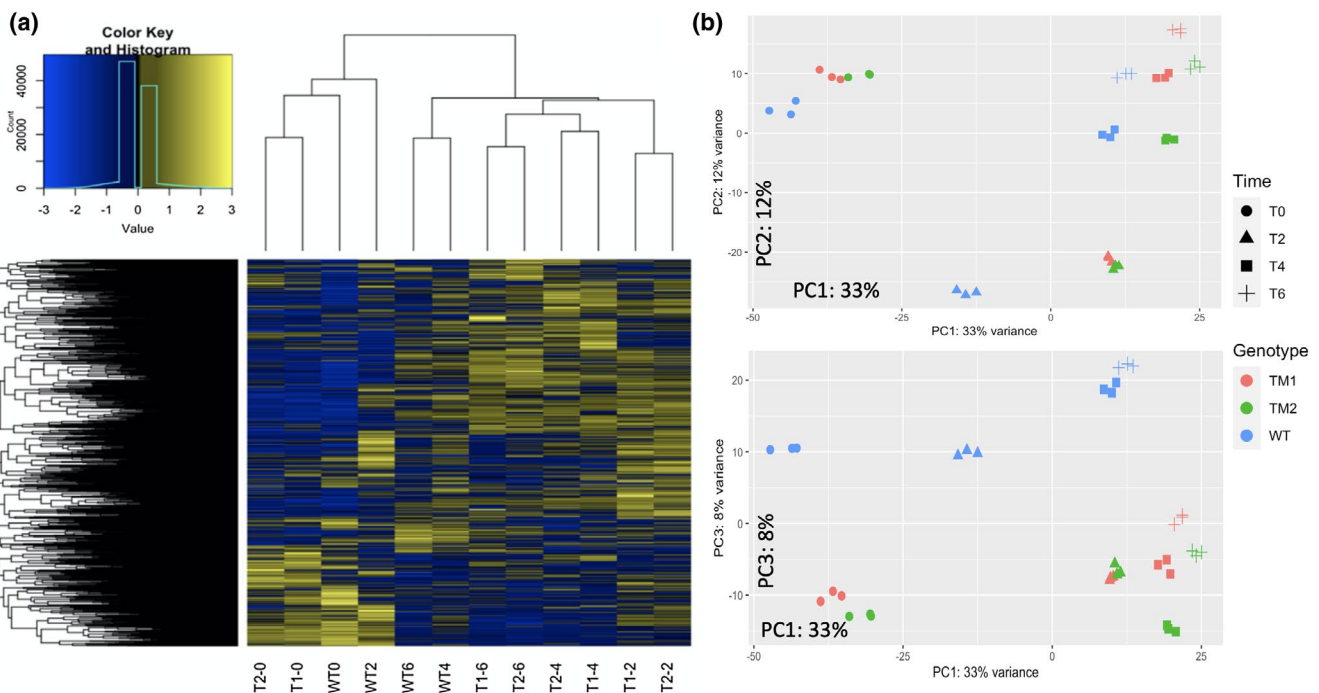 (a)
Color Key
and Histogram
Count
0 20000 40000
-3 -2 -1 0 1 2 3
Value
T2-0 T1-0 WT0 WT2 WT6 WT4 T1-6 T2-6 T2-4 T1-4 T1-2 T2-2
(b)
10
0
-10
-20
PC2: 12% variance
PC2: 12%
PC1: 33%
-50 -25 0 25
PC1: 33% variance
20
10
0
-10
PC3: 8% variance
PC3: 8%
PC1: 33%
-50 -25 0 25
PC1: 33% variance
Time
T0
T2
T4
T6
Genotype
TM1
TM2
WT